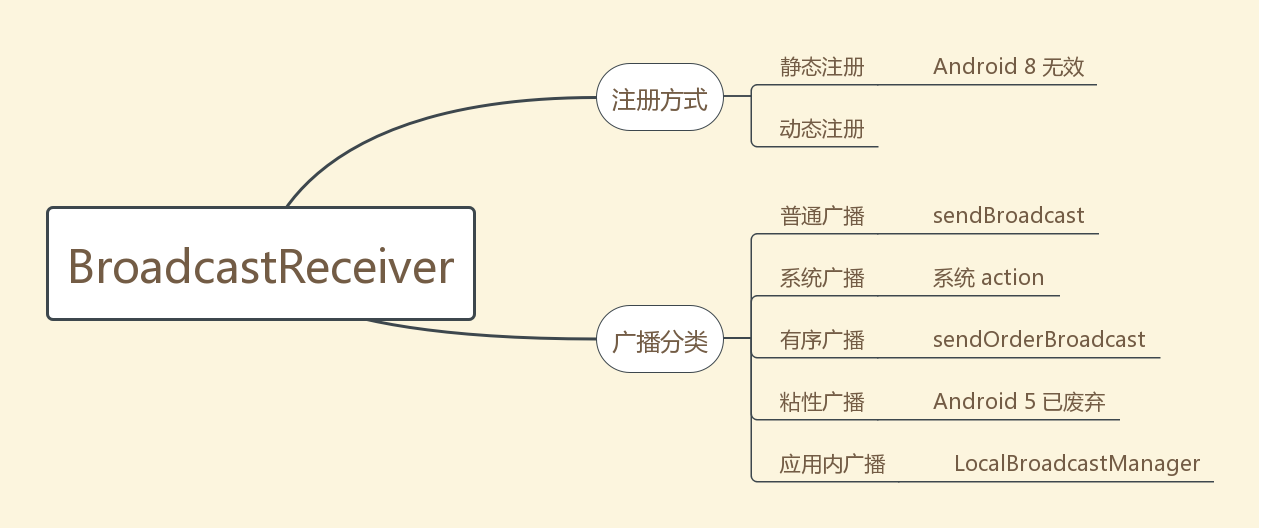 静态注册 Android 8 无效
注册方式
动态注册
普通广播 sendBroadcast
BroadcastReceiver
系统广播 系统 action
广播分类
有序广播 sendOrderBroadcast
粘性广播 Android 5 已废弃
应用内广播 LocalBroadcastManager